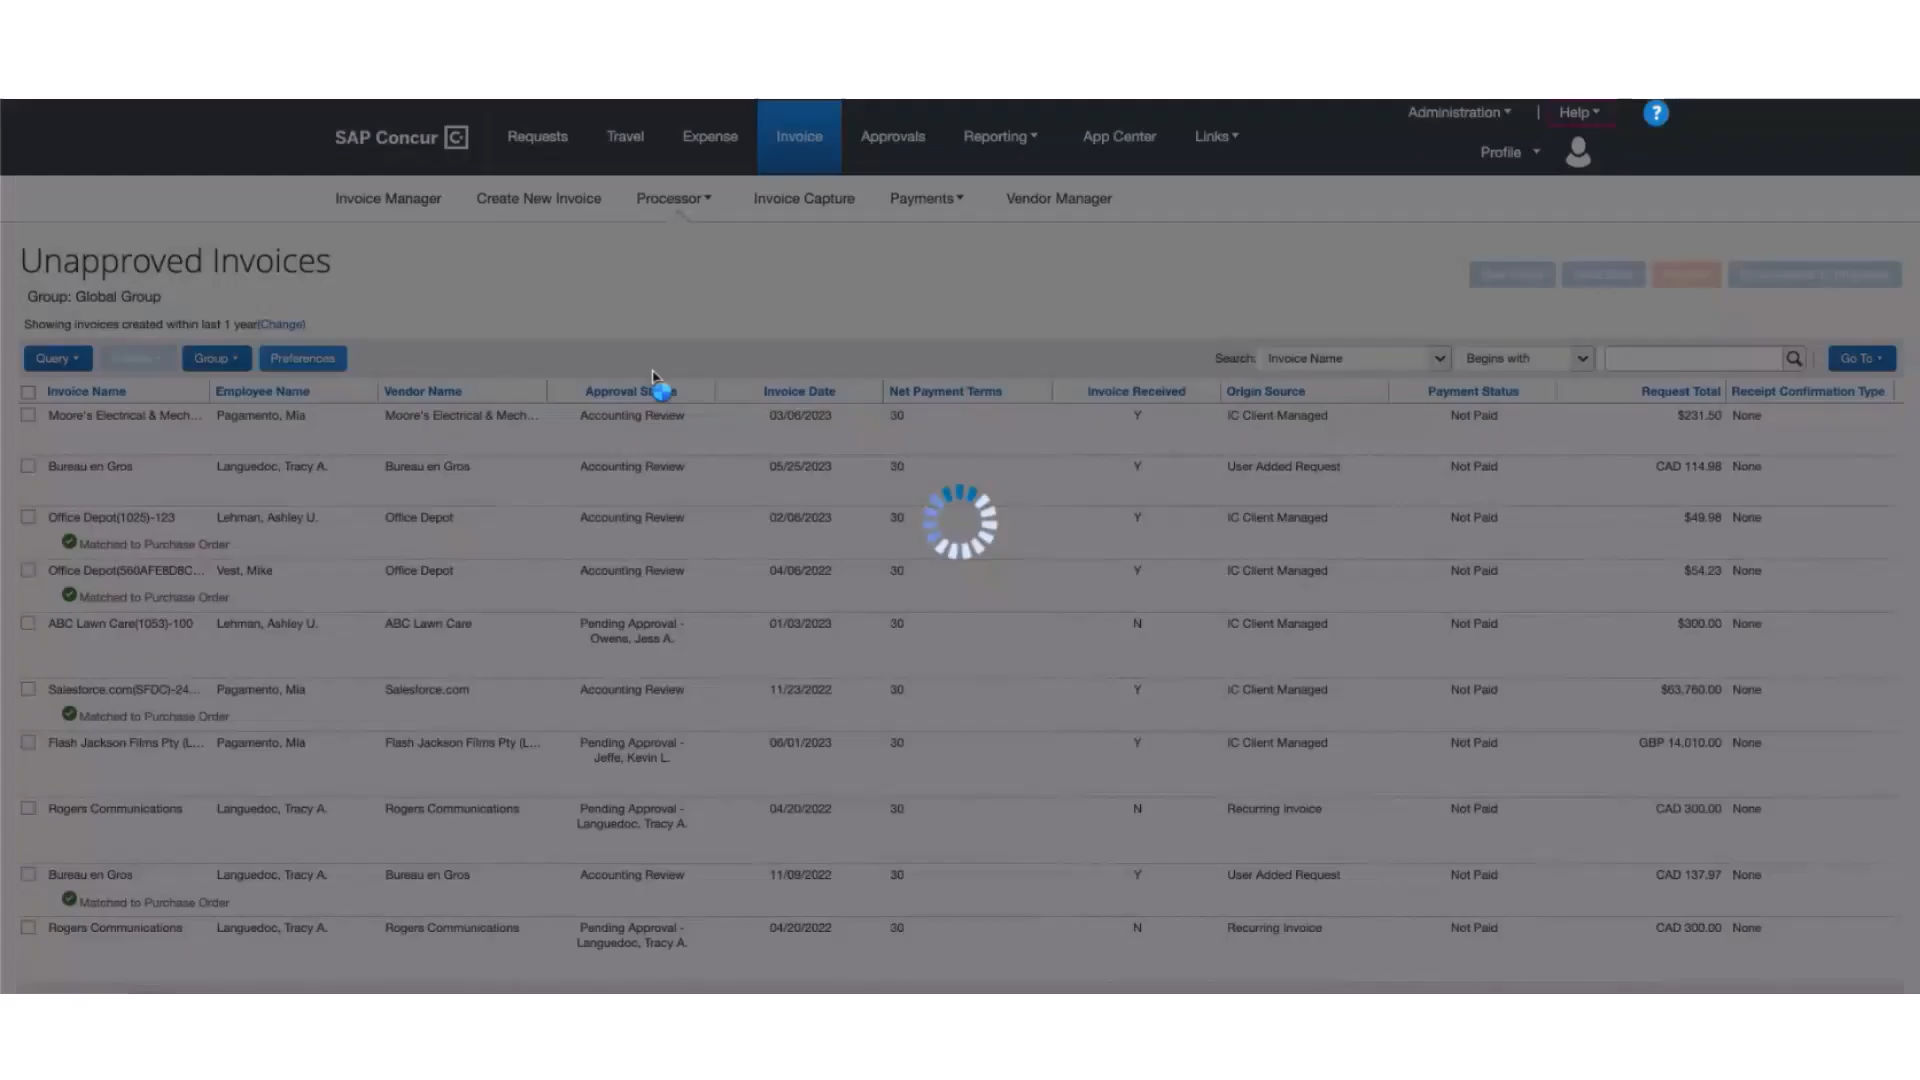 Administration | Help ?
SAP Concur Requests Travel Expense Invoice Approvals Reporting App Center Links
Profile
Invoice Manager Create New Invoice Processor Invoice Capture Payments Vendor Manager
Unapproved Invoices
Group: Global Group
Showing invoices created within last 1 year(Change)
Query Group Preferences Search: Invoice Name Begins with Go To
Invoice Name Employee Name Vendor Name Approval Invoice Date Net Payment Terms Invoice Received Origin Source Payment Status Request Total Receipt Confirmation Type
Moore's Electrical & Mech... Pagamento, Mia Moore's Electrical & Mech... Accounting Review 03/06/2023 30 Y IC Client Managed Not Paid $231.50 None
Bureau en Gros Languedoc, Tracy A. Bureau en Gros Accounting Review 05/25/2023 30 Y User Added Request Not Paid CAD 114.98 None
Office Depot(1025)-123 Lehman, Ashley U. Office Depot Accounting Review 02/06/2023 30 Y IC Client Managed Not Paid $49.98 None
Matched to Purchase Order
Office Depot(560AFE8D8C... Vest, Mike Office Depot Accounting Review 04/06/2022 30 Y IC Client Managed Not Paid $54.23 None
Matched to Purchase Order
ABC Lawn Care(1053)-100 Lehman, Ashley U. ABC Lawn Care Pending Approval - 01/03/2023 30 N IC Client Managed Not Paid $300.00 None
Owens, Jess A.
Salesforce.com(SFDC)-24... Pagamento, Mia Salesforce.com Accounting Review 11/23/2022 30 Y IC Client Managed Not Paid $63,760.00 None
Matched to Purchase Order
Flash Jackson Films Pty (L... Pagamento, Mia Flash Jackson Films Pty (L... Pending Approval - 06/01/2023 30 Y IC Client Managed Not Paid GBP 14,010.00 None
Jeffe, Kevin L.
Rogers Communications Languedoc, Tracy A. Rogers Communications Pending Approval - 04/20/2022 30 N Recurring Invoice Not Paid CAD 300.00 None
Languedoc, Tracy A.
Bureau en Gros Languedoc, Tracy A. Bureau en Gros Accounting Review 11/09/2022 30 Y User Added Request Not Paid CAD 137.97 None
Matched to Purchase Order
Rogers Communications Languedoc, Tracy A. Rogers Communications Pending Approval - 04/20/2022 30 N Recurring Invoice Not Paid CAD 300.00 None
Languedoc, Tracy A.